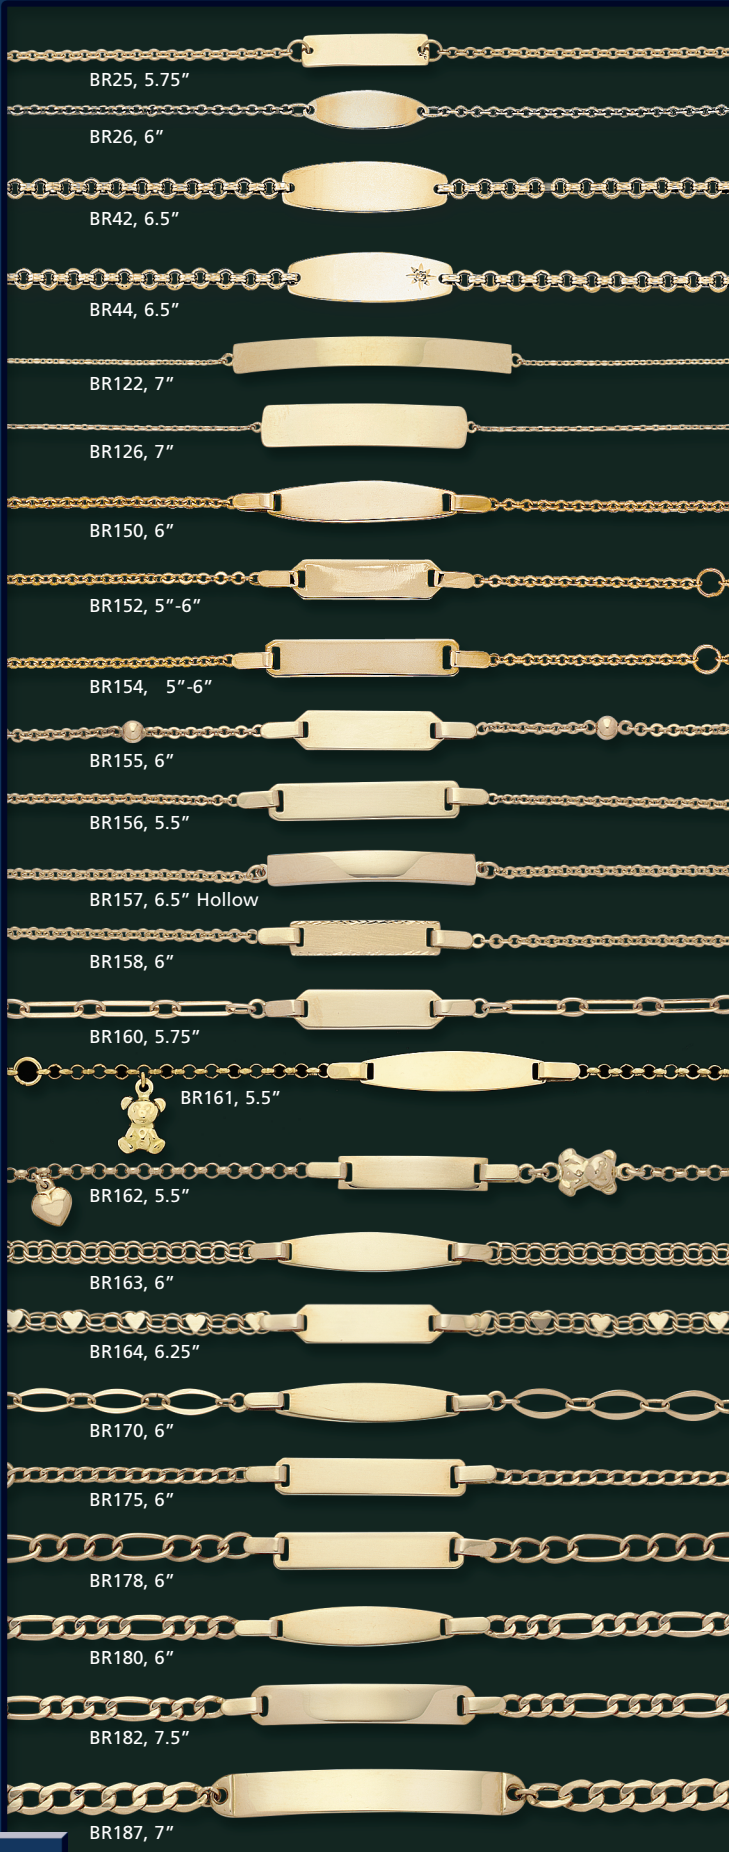 BR25, 5.75”
BR26, 6”
BR42, 6.5”
BR44, 6.5”
BR122, 7”
BR126, 7”
BR150, 6”
BR152, 5”-6”
BR154, 5”-6”
BR155, 6”
BR156, 5.5”
BR157, 6.5” Hollow
BR158, 6”
BR160, 5.75”
BR161, 5.5”
BR162, 5.5”
BR163, 6”
BR164, 6.25”
BR170, 6”
BR175, 6”
BR178, 6”
BR180, 6”
BR182, 7.5”
BR187, 7”